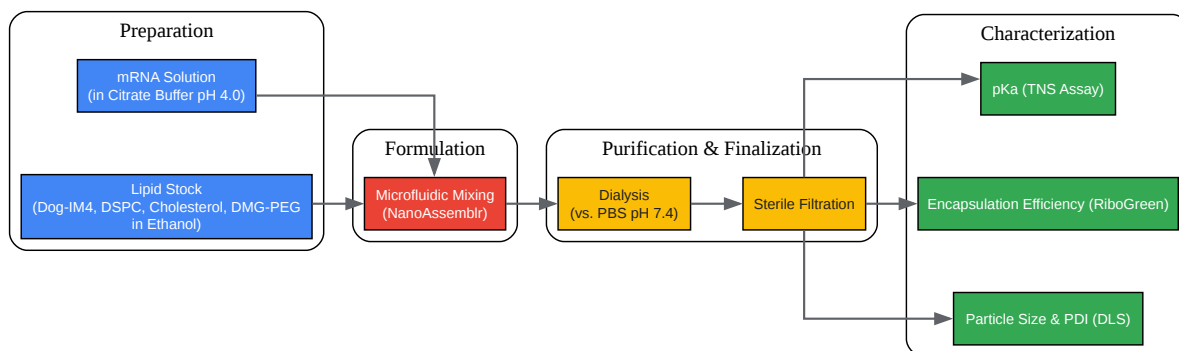 Preparation
mRNA Solution
(in Citrate Buffer pH 4.0)
Lipid Stock
(Dog-IM4, DSPC, Cholesterol, DMG-PEG
in Ethanol)
Formulation
Microfluidic Mixing
(NanoAssemblr)
Purification & Finalization
Dialysis
(vs. PBS pH 7.4)
Sterile Filtration
Characterization
pKa (TNS Assay)
Encapsulation Efficiency (RiboGreen)
Particle Size & PDI (DLS)